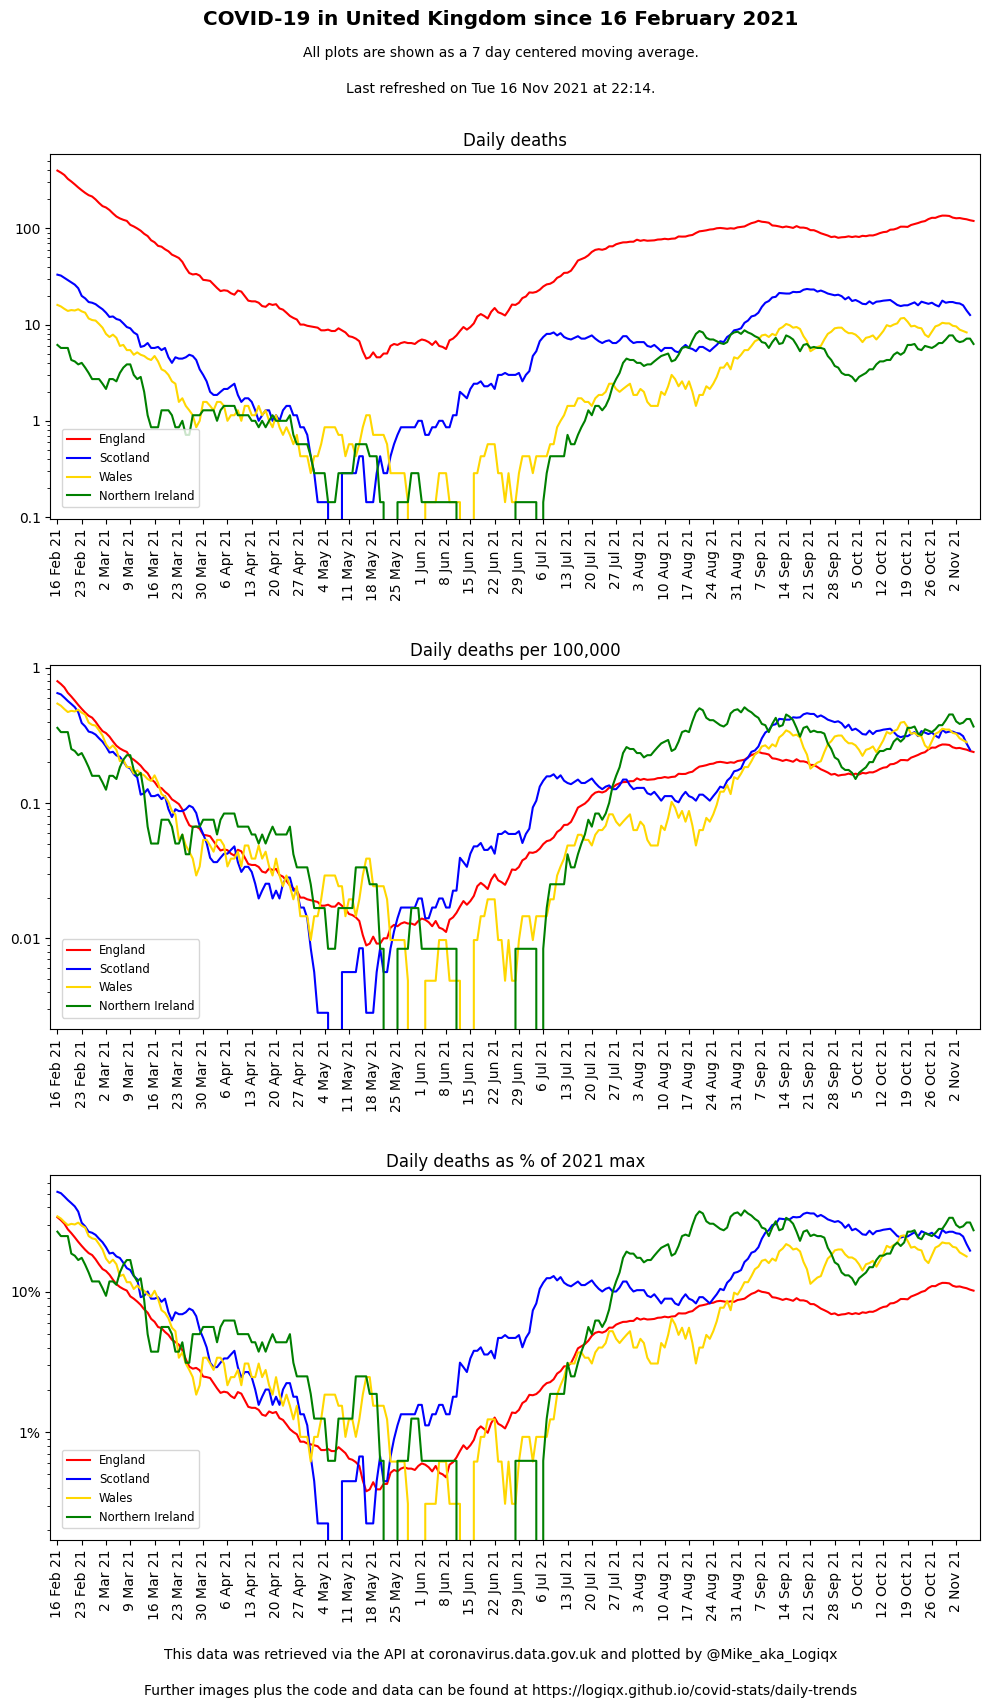 COVID-19 in United Kingdom since 16 February 2021
All plots are shown as a 7 day centered moving average.
Last refreshed on Tue 16 Nov 2021 at 22:14.
Daily deaths
100
10
1
0.1
England
Scotland
Wales
Northern Ireland
16 Feb 21
23 Feb 21
2 Mar 21
9 Mar 21
16 Mar 21
23 Mar 21
30 Mar 21
6 Apr 21
13 Apr 21
20 Apr 21
27 Apr 21
4 May 21
11 May 21
18 May 21
25 May 21
1 Jun 21
8 Jun 21
15 Jun 21
22 Jun 21
29 Jun 21
6 Jul 21
13 Jul 21
20 Jul 21
27 Jul 21
3 Aug 21
10 Aug 21
17 Aug 21
24 Aug 21
31 Aug 21
7 Sep 21
14 Sep 21
21 Sep 21
28 Sep 21
5 Oct 21
12 Oct 21
19 Oct 21
26 Oct 21
2 Nov 21
Daily deaths per 100,000
1
0.1
0.01
England
Scotland
Wales
Northern Ireland
16 Feb 21
23 Feb 21
2 Mar 21
9 Mar 21
16 Mar 21
23 Mar 21
30 Mar 21
6 Apr 21
13 Apr 21
20 Apr 21
27 Apr 21
4 May 21
11 May 21
18 May 21
25 May 21
1 Jun 21
8 Jun 21
15 Jun 21
22 Jun 21
29 Jun 21
6 Jul 21
13 Jul 21
20 Jul 21
27 Jul 21
3 Aug 21
10 Aug 21
17 Aug 21
24 Aug 21
31 Aug 21
7 Sep 21
14 Sep 21
21 Sep 21
28 Sep 21
5 Oct 21
12 Oct 21
19 Oct 21
26 Oct 21
2 Nov 21
Daily deaths as % of 2021 max
10%
1%
England
Scotland
Wales
Northern Ireland
16 Feb 21
23 Feb 21
2 Mar 21
9 Mar 21
16 Mar 21
23 Mar 21
30 Mar 21
6 Apr 21
13 Apr 21
20 Apr 21
27 Apr 21
4 May 21
11 May 21
18 May 21
25 May 21
1 Jun 21
8 Jun 21
15 Jun 21
22 Jun 21
29 Jun 21
6 Jul 21
13 Jul 21
20 Jul 21
27 Jul 21
3 Aug 21
10 Aug 21
17 Aug 21
24 Aug 21
31 Aug 21
7 Sep 21
14 Sep 21
21 Sep 21
28 Sep 21
5 Oct 21
12 Oct 21
19 Oct 21
26 Oct 21
2 Nov 21
This data was retrieved via the API at coronavirus.data.gov.uk and plotted by @Mike_aka_Logiqx
Further images plus the code and data can be found at https://logiqx.github.io/covid-stats/daily-trends